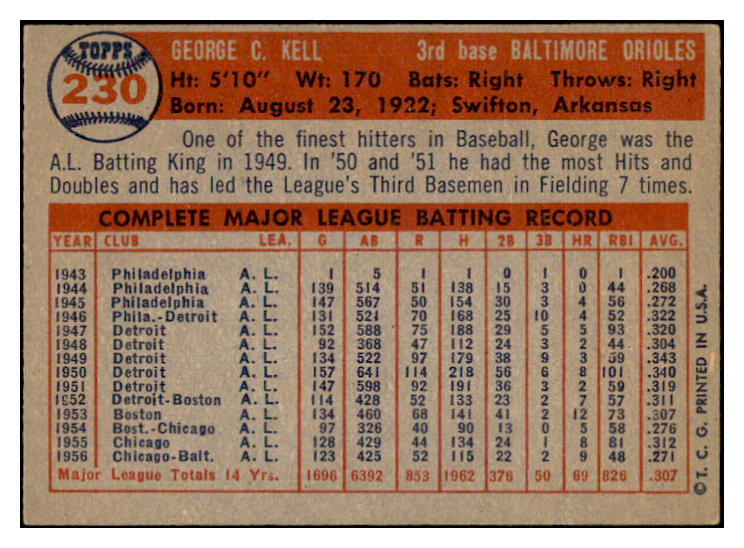 TOPPS
230
GEORGE C. KELL 3rd base BALTIMORE ORIOLES
Ht: 5'10" Wt: 170 Bats: Right Throws: Right
Born: August 23, 1922; Swifton, Arkansas
One of the finest hitters in Baseball, George was the
A.L. Batting King in 1949. In '50 and '51 he had the most Hits and
Doubles and has led the League's Third Basemen in Fielding 7 times.
COMPLETE MAJOR LEAGUE BATTING RECORD
YEAR CLUB LEA. G AB R H 2B 3B HR RBI AVG.
1943 Philadelphia A. L. 1 5 1 1 0 1 0 1 .200
1944 Philadelphia A. L. 139 514 51 138 15 3 0 44 .268
1945 Philadelphia A. L. 147 567 50 154 30 3 4 56 .272
1946 Phila.-Detroit A. L. 131 521 70 168 25 10 4 52 .322
1947 Detroit A. L. 152 588 75 188 29 5 5 93 .320
1948 Detroit A. L. 92 368 47 112 24 3 2 44 .304
1949 Detroit A. L. 134 522 97 179 38 9 3 59 .343
1950 Detroit A. L. 157 641 114 218 56 6 8 101 .340
1951 Detroit A. L. 147 598 92 191 36 3 2 59 .319
1952 Detroit-Boston A. L. 114 428 52 133 23 2 7 57 .311
1953 Boston A. L. 134 460 68 141 41 2 12 73 .307
1954 Bost.-Chicago A. L. 97 326 40 90 13 0 5 58 .276
1955 Chicago A. L. 128 429 44 134 24 1 8 81 .312
1956 Chicago-Balt. A. L. 123 425 52 115 22 2 9 48 .271
Major League Totals 14 Yrs. 1696 6392 853 1962 376 50 69 826 .307
©T. C. G. PRINTED IN U.S.A.